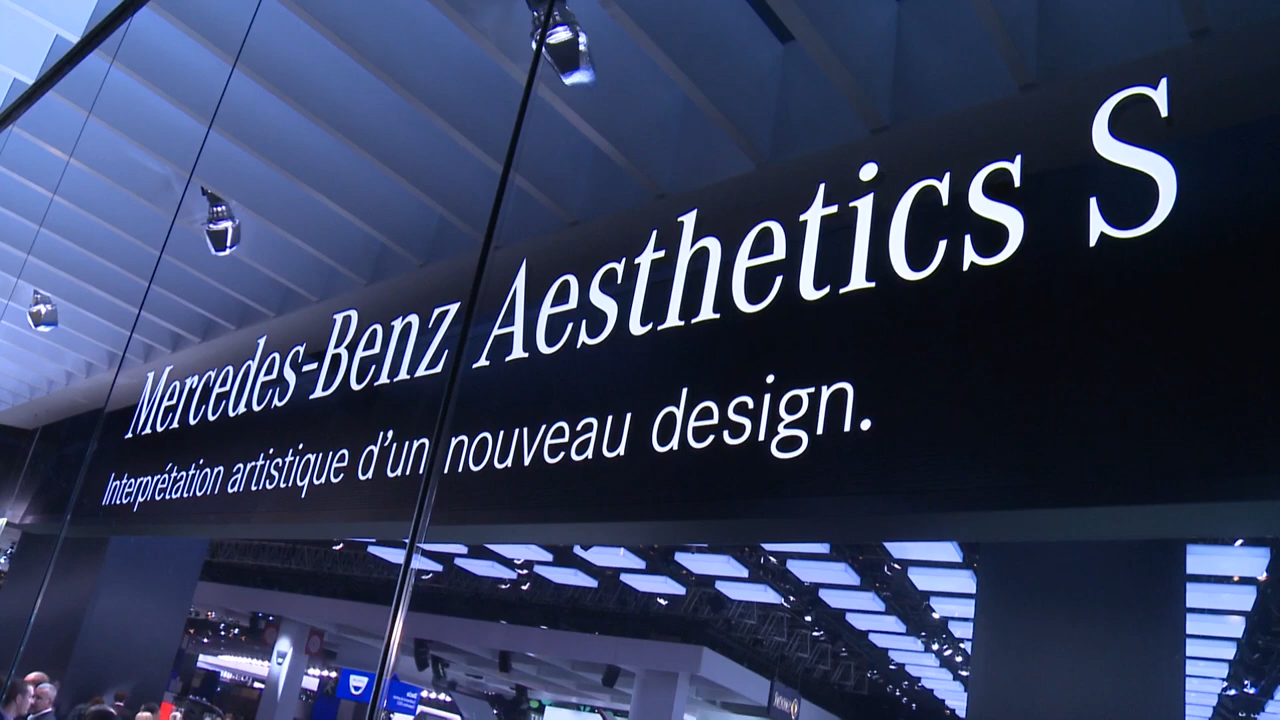 Mercedes-Benz Aesthetics S
Interprétation artistique d'un nouveau design.